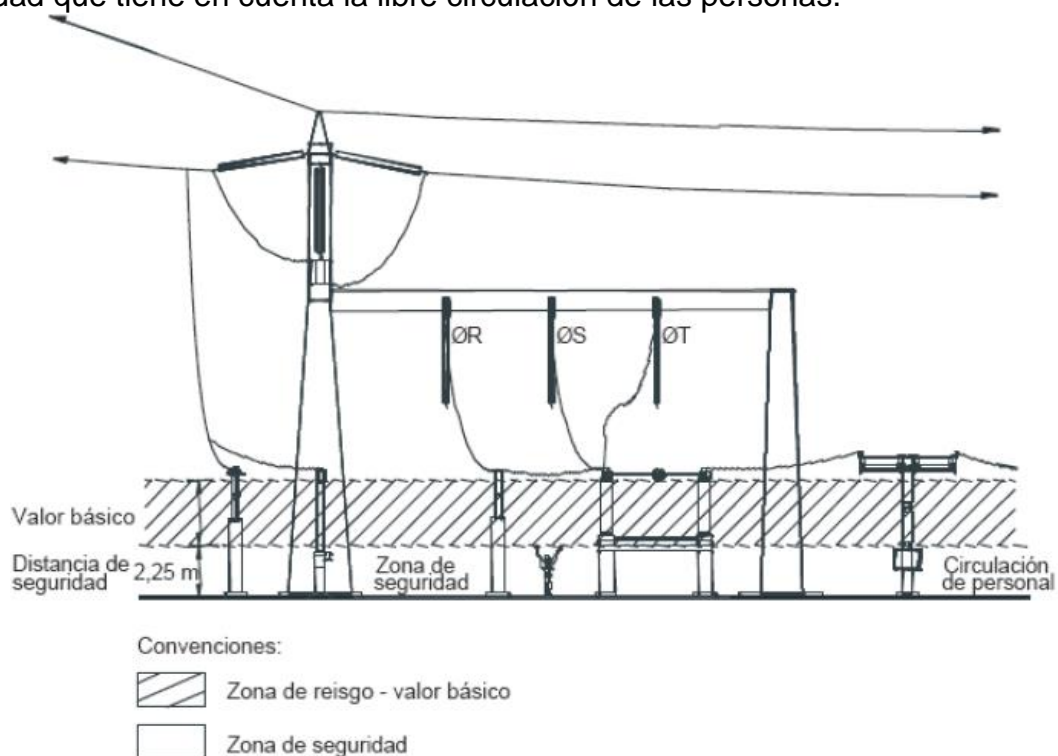 dad que tiene en cuenta la libre circulación de las personas.
ØR
ØS
ØT
Valor básico
Distancia de
seguridad
2,25 m
Zona de
seguridad
Circulación
de personal
Convenciones:
Zona de reisgo - valor básico
Zona de seguridad